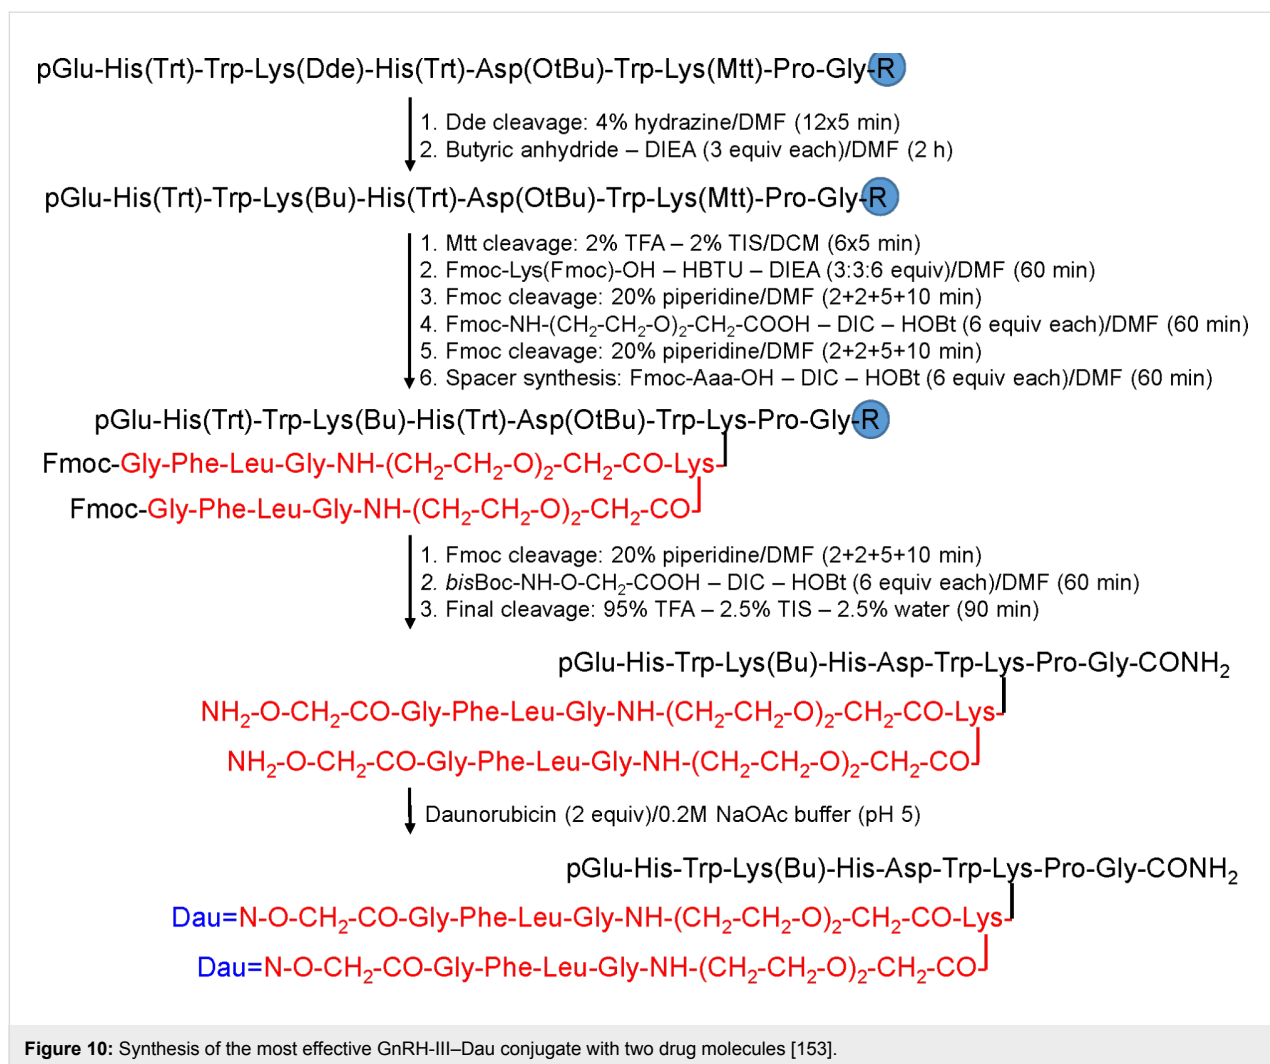 pGlu-His(Trt)-Trp-Lys(Dde)-His(Trt)-Asp(OtBu)-Trp-Lys(Mtt)-Pro-Gly-R
1. Dde cleavage: 4% hydrazine/DMF (12x5 min)
2. Butyric anhydride – DIEA (3 equiv each)/DMF (2 h)
pGlu-His(Trt)-Trp-Lys(Bu)-His(Trt)-Asp(OtBu)-Trp-Lys(Mtt)-Pro-Gly-R
1. Mtt cleavage: 2% TFA – 2% TIS/DCM (6x5 min)
2. Fmoc-Lys(Fmoc)-OH – HBTU – DIEA (3:3:6 equiv)/DMF (60 min)
3. Fmoc cleavage: 20% piperidine/DMF (2+2+5+10 min)
4. Fmoc-NH-(CH₂-CH₂-O)₂-CH₂-COOH – DIC – HOBt (6 equiv each)/DMF (60 min)
5. Fmoc cleavage: 20% piperidine/DMF (2+2+5+10 min)
6. Spacer synthesis: Fmoc-Aaa-OH – DIC – HOBt (6 equiv each)/DMF (60 min)
pGlu-His(Trt)-Trp-Lys(Bu)-His(Trt)-Asp(OtBu)-Trp-Lys-Pro-Gly-R
Fmoc-Gly-Phe-Leu-Gly-NH-(CH₂-CH₂-O)₂-CH₂-CO-Lys-
Fmoc-Gly-Phe-Leu-Gly-NH-(CH₂-CH₂-O)₂-CH₂-CO
1. Fmoc cleavage: 20% piperidine/DMF (2+2+5+10 min)
2. bisBoc-NH-O-CH₂-COOH – DIC – HOBt (6 equiv each)/DMF (60 min)
3. Final cleavage: 95% TFA – 2.5% TIS – 2.5% water (90 min)
pGlu-His-Trp-Lys(Bu)-His-Asp-Trp-Lys-Pro-Gly-CONH₂
NH₂-O-CH₂-CO-Gly-Phe-Leu-Gly-NH-(CH₂-CH₂-O)₂-CH₂-CO-Lys-
NH₂-O-CH₂-CO-Gly-Phe-Leu-Gly-NH-(CH₂-CH₂-O)₂-CH₂-CO
Daunorubicin (2 equiv)/0.2M NaOAc buffer (pH 5)
pGlu-His-Trp-Lys(Bu)-His-Asp-Trp-Lys-Pro-Gly-CONH₂
Dau=N-O-CH₂-CO-Gly-Phe-Leu-Gly-NH-(CH₂-CH₂-O)₂-CH₂-CO-Lys-
Dau=N-O-CH₂-CO-Gly-Phe-Leu-Gly-NH-(CH₂-CH₂-O)₂-CH₂-CO
Figure 10: Synthesis of the most effective GnRH-III–Dau conjugate with two drug molecules [153].